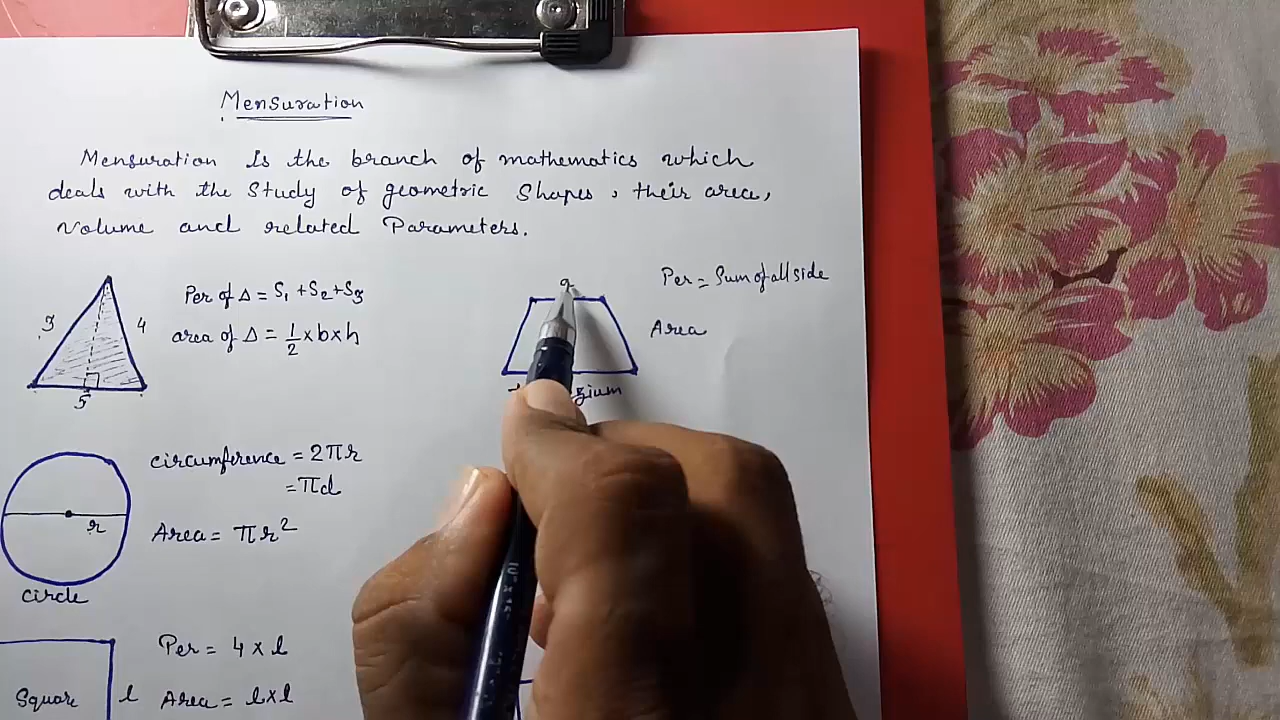 Mensuration
Mensuration Is the branch of mathematics which
deals with the Study of geometric Shapes, their area,
Volume and related Parameters.
3
4
5
Per of Δ = S₁ + S₂ + S₃
area of Δ = 1/2 × b × h
a
Per = Sum of all side
Area
circumference = 2πr
= πd
Area = πr²
r
circle
Per = 4 × l
Square
l
Area = l × l